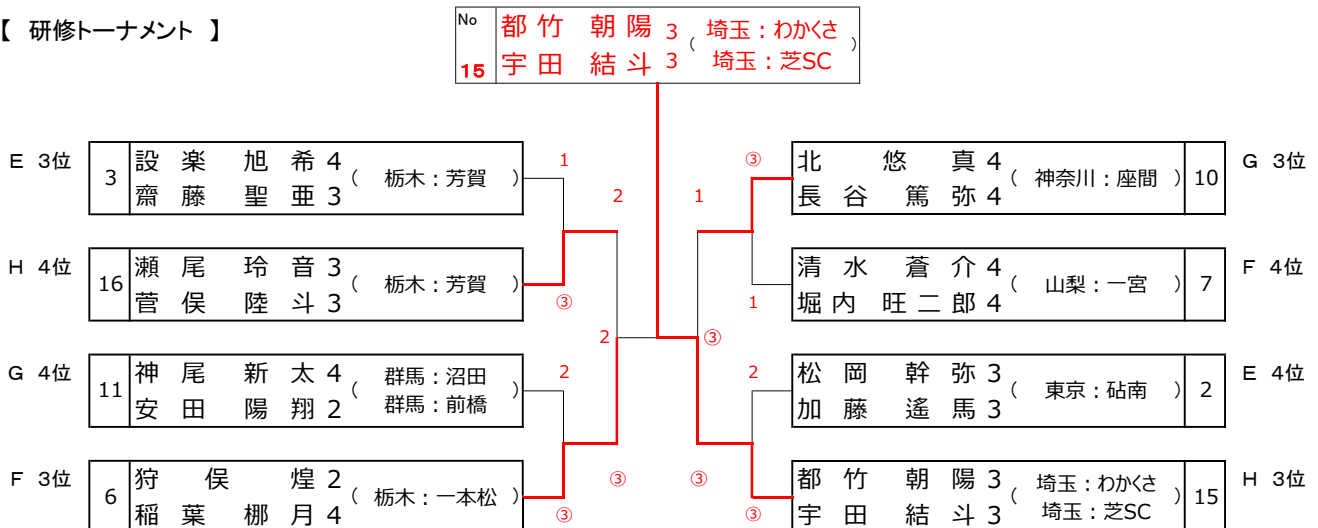 【 研修トーナメント 】
No 都竹 朝陽 3 ( 埼玉:わかくさ )
15 宇田 結斗 3 埼玉:芝SC
E 3位 3 設楽 旭希 4 ( 栃木:芳賀 )
齋藤 聖亜 3
1
2
H 4位 16 瀬尾 玲音 3 ( 栃木:芳賀 )
菅俣 陸斗 3
③
2
G 4位 11 神尾 新太 4 ( 群馬:沼田 )
安田 陽翔 2 群馬:前橋
2
③
F 3位 6 狩俣 煌 2 ( 栃木:一本松 )
稲葉 梛月 4
③
③
1
北 悠真 4 ( 神奈川:座間 ) 10 G 3位
長谷 篤弥 4
清水 蒼介 4 ( 山梨:一宮 ) 7 F 4位
堀内 旺二郎 4
1
③
2
松岡 幹弥 3 ( 東京:砧南 ) 2 E 4位
加藤 遙馬 3
③
都竹 朝陽 3 ( 埼玉:わかくさ ) 15 H 3位
宇田 結斗 3 埼玉:芝SC
③